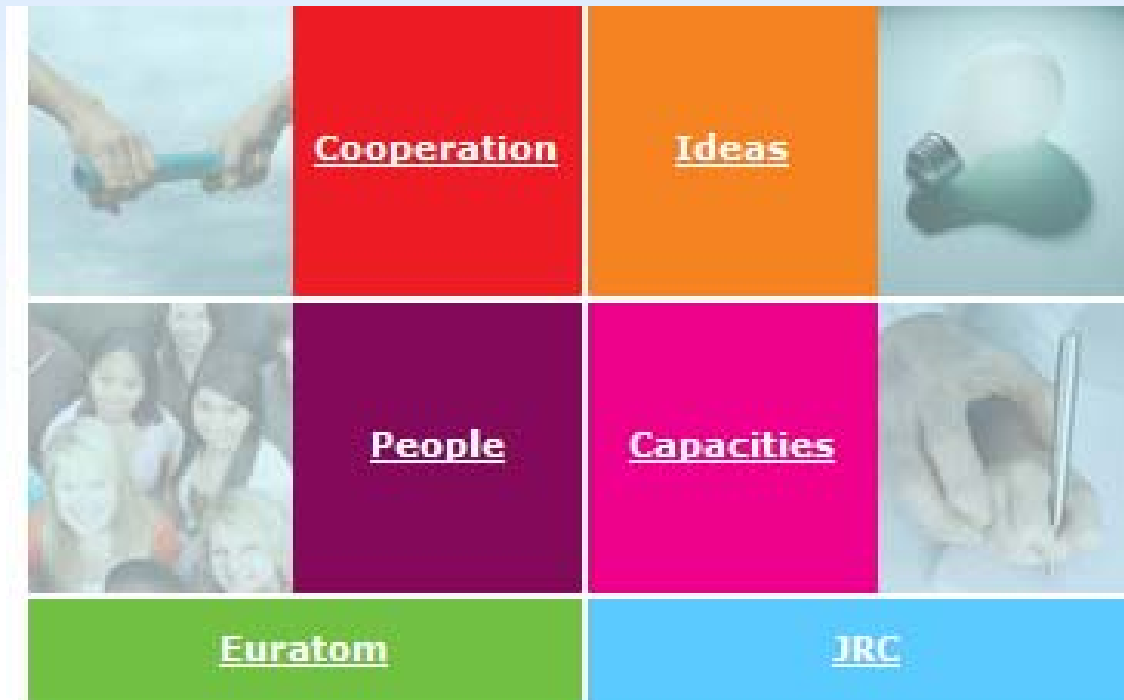 Cooperation
Ideas
People
Capacities
Euratom
JRC